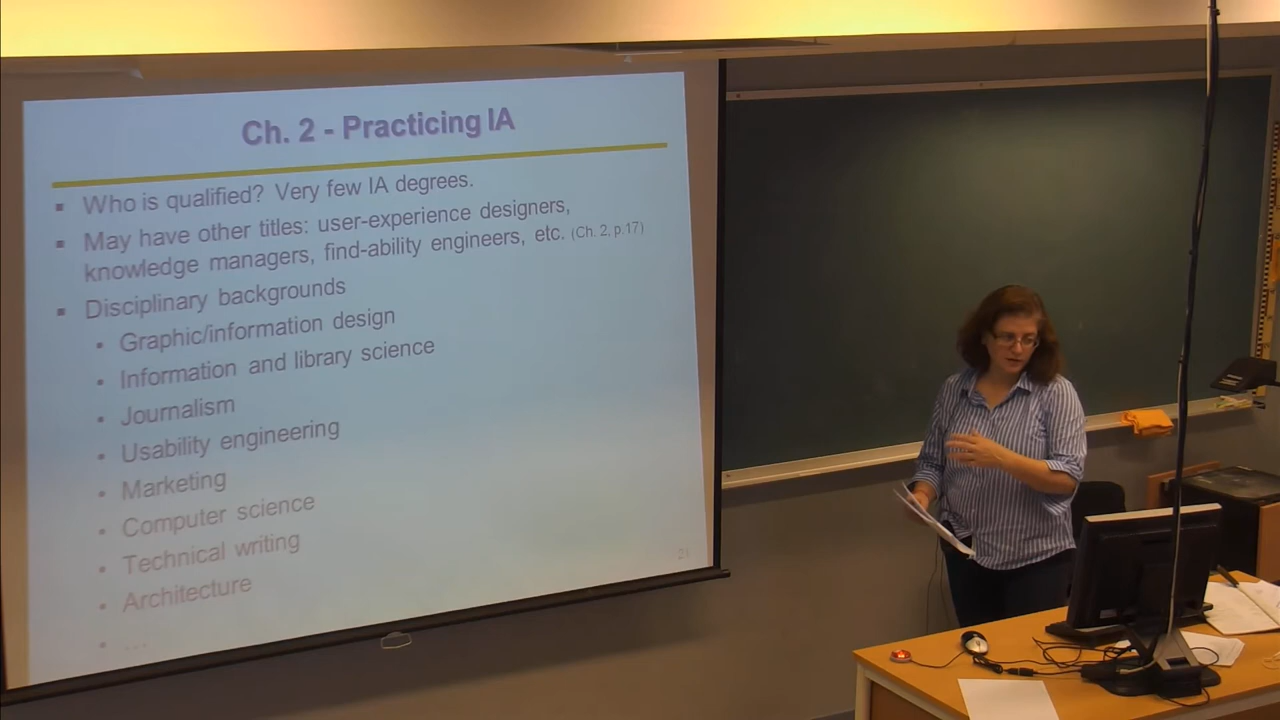 Ch. 2 - Practicing IA
▪ Who is qualified? Very few IA degrees.
▪ May have other titles: user-experience designers,
knowledge managers, find-ability engineers, etc. (Ch. 2, p.17)
▪ Disciplinary backgrounds
• Graphic/information design
• Information and library science
• Journalism
• Usability engineering
• Marketing
• Computer science
• Technical writing
• Architecture
• ...
21